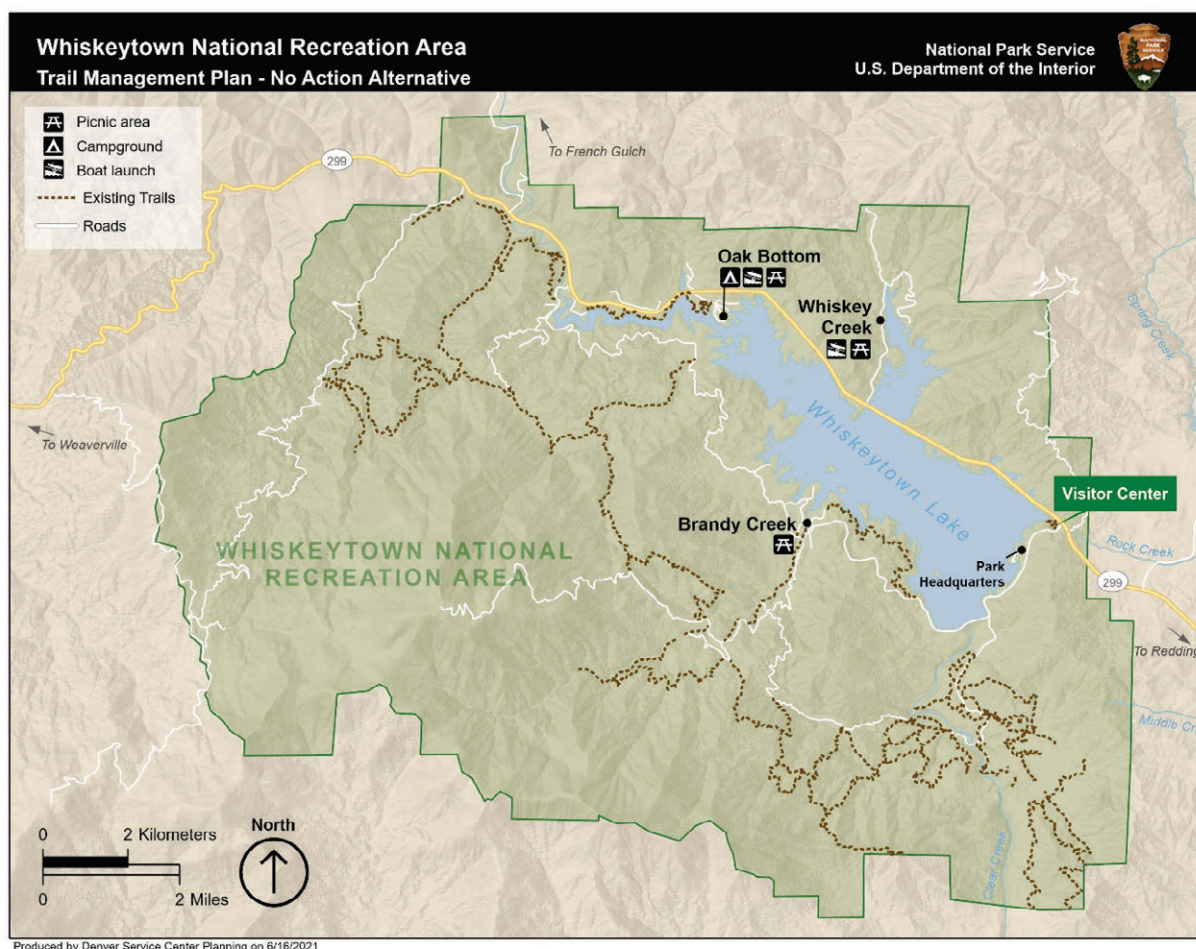 Whiskeytown National Recreation Area
Trail Management Plan - No Action Alternative
National Park Service
U.S. Department of the Interior
NATIONAL
PARK
SERVICE
Picnic area
Campground
Boat launch
Existing Trails
Roads
299
To French Gulch
Oak Bottom
Whiskey
Creek
Spring Creek
To Weaverville
Whiskeytown Lake
Visitor Center
Brandy Creek
WHISKEYTOWN NATIONAL
RECREATION AREA
Park
Headquarters
Rock Creek
299
To Redding
Middle Cr
Clear Creek
0 2 Kilometers
0 2 Miles
North
Produced by Denver Service Center Planning on 6/16/2021